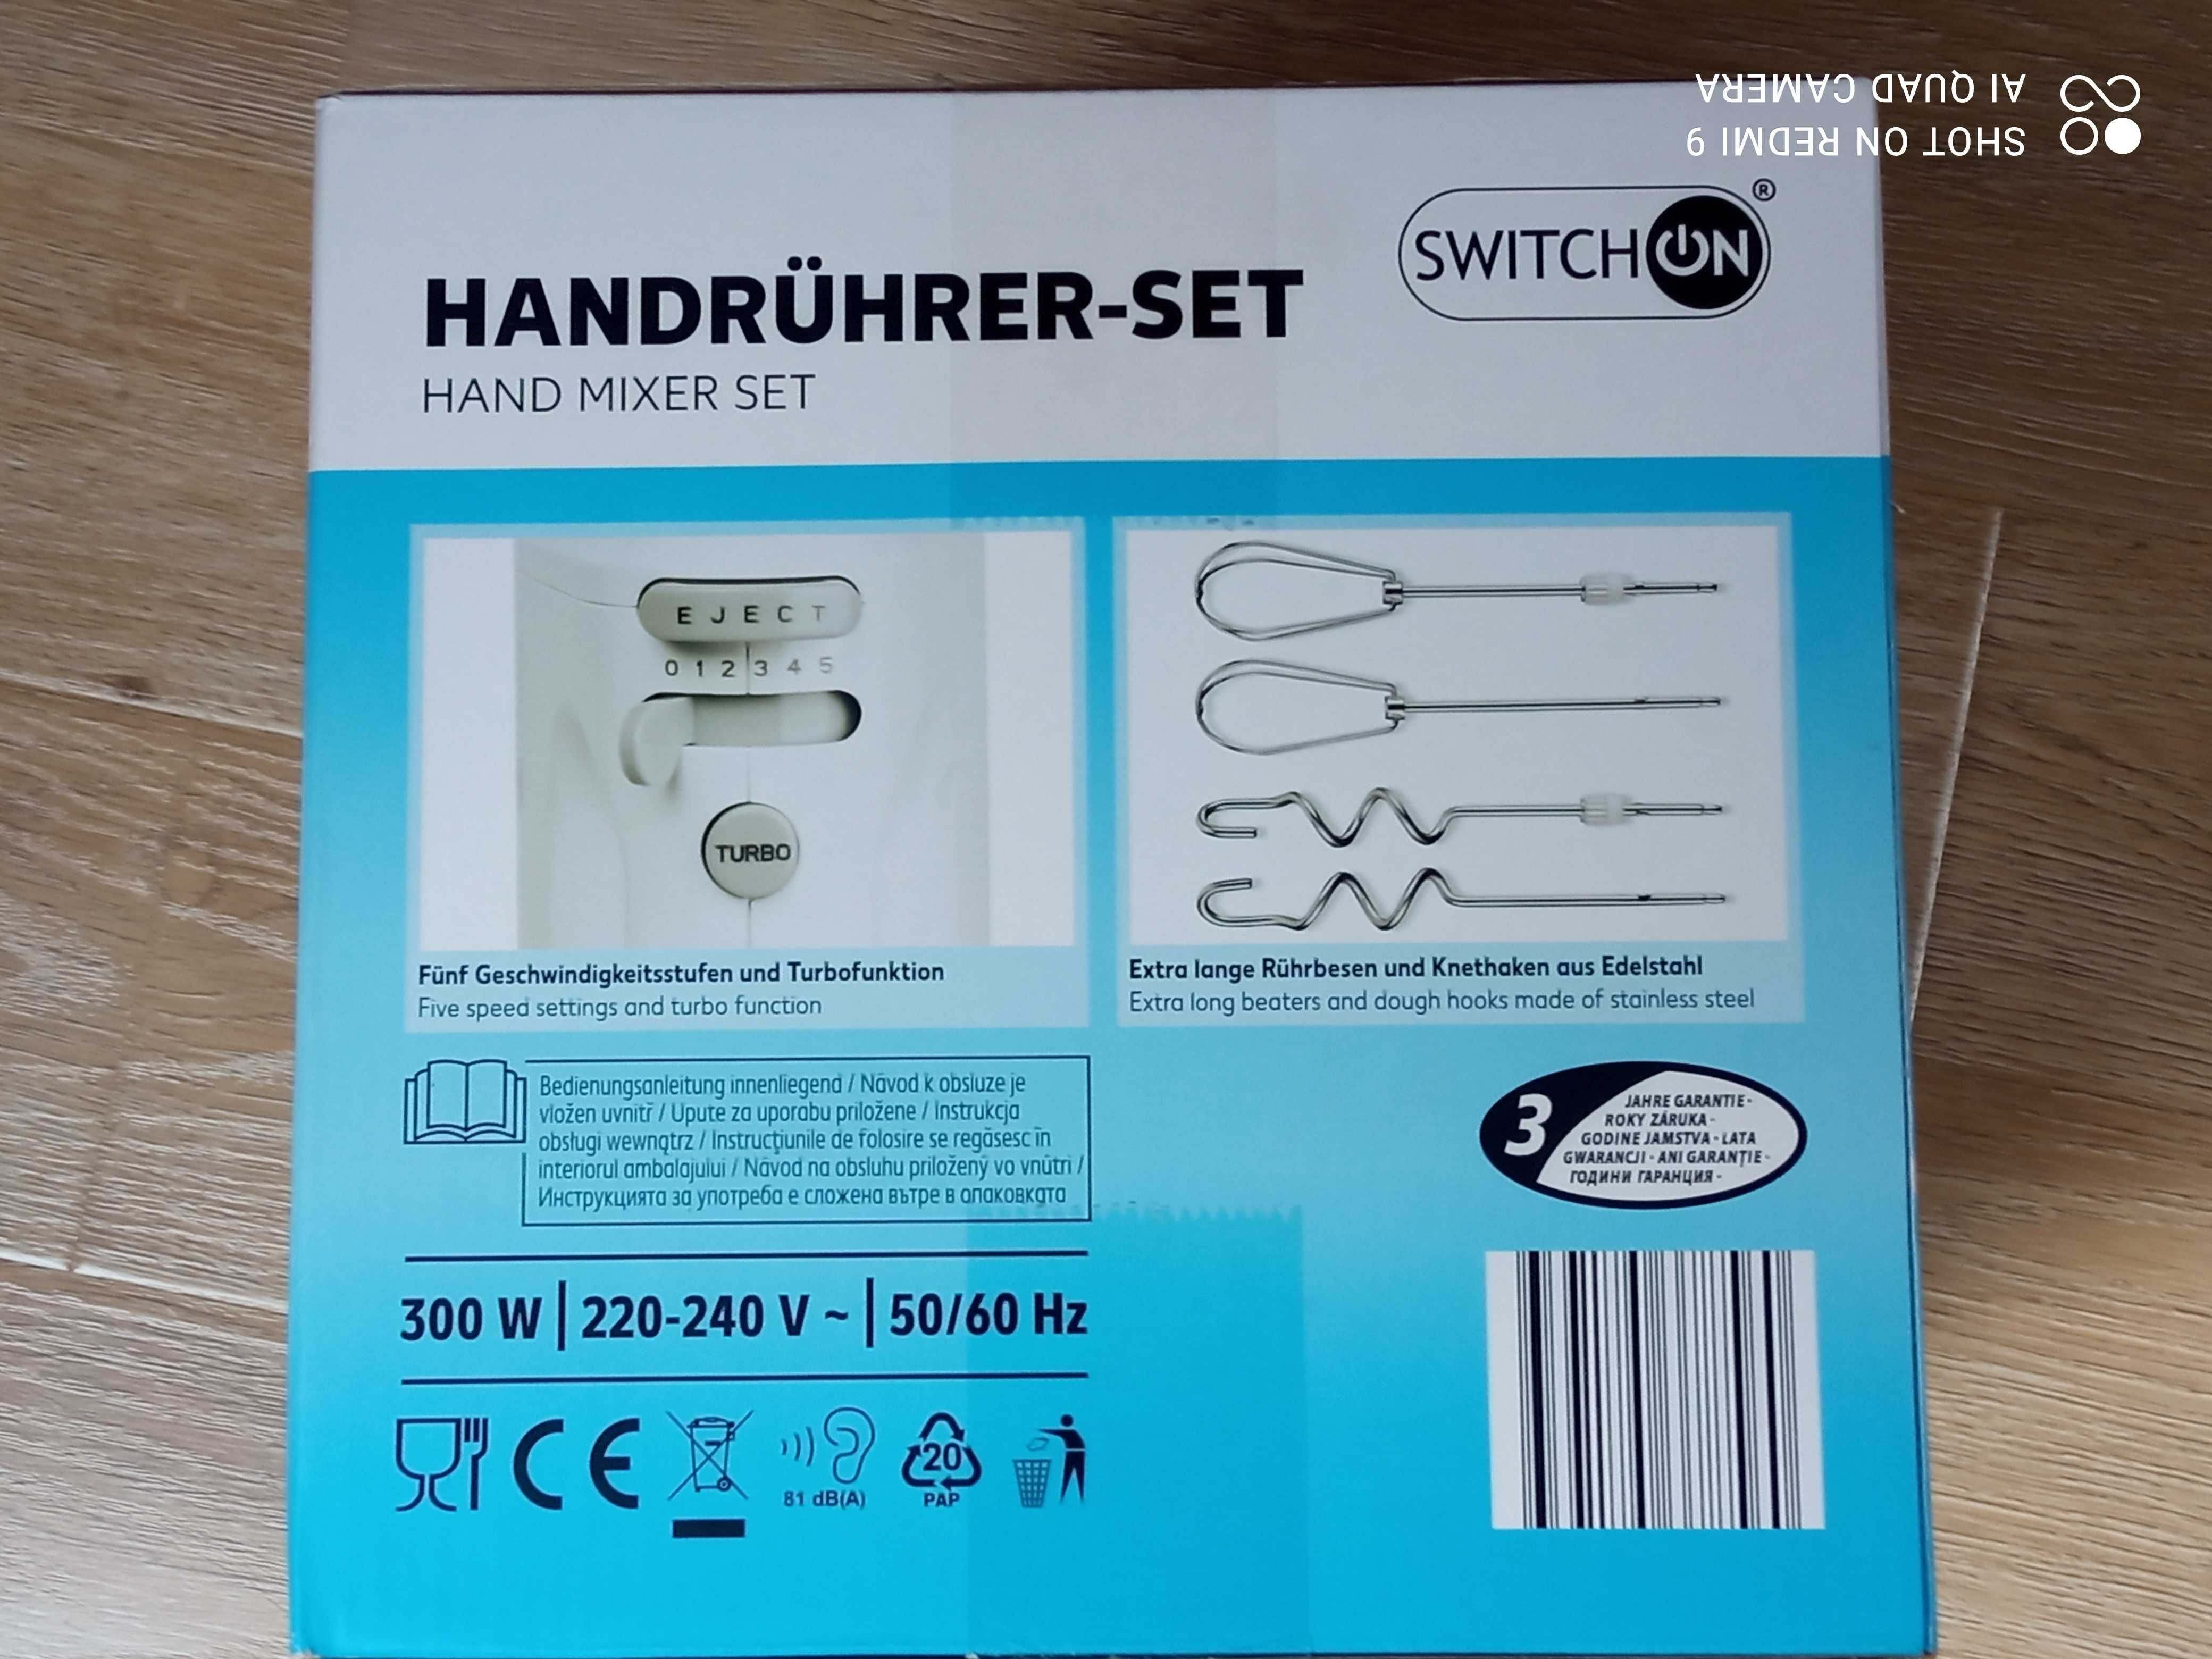 SHOT ON REDMI 9
AI QUAD CAMERA
SWITCHON®
HANDRÜHRER-SET
HAND MIXER SET
EJECT
0 1 2 3 4 5
TURBO
Fünf Geschwindigkeitsstufen und Turbofunktion
Five speed settings and turbo function
Extra lange Rührbesen und Knethaken aus Edelstahl
Extra long beaters and dough hooks made of stainless steel
Bedienungsanleitung innenliegend / Návod k obsluze je
vložen uvnitř / Upute za uporabu priložene / Instrukcja
obsługi wewnątrz / Instrucţiunile de folosire se regăsesc în
interiorul ambalajului / Návod na obsluhu priložený vo vnútri /
Инструкцията за употреба е сложена вътре в опаковката
3
JAHRE GARANTIE -
ROKY ZÁRUKA -
GODINE JAMSTVA - LATA
GWARANCJI - ANI GARANŢIE -
ГОДИНИ ГАРАНЦИЯ -
300 W | 220-240 V ~ | 50/60 Hz
CE
81 dB(A)
20
PAP